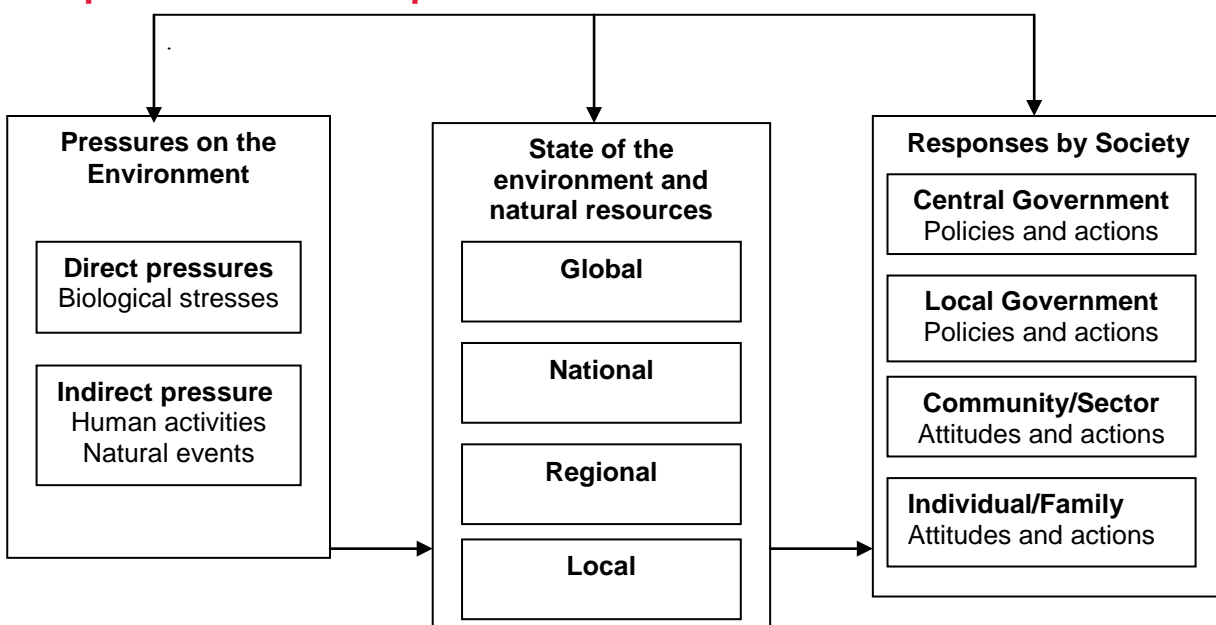 Pressures on the
Environment
Direct pressures
Biological stresses
Indirect pressure
Human activities
Natural events
State of the
environment and
natural resources
Global
National
Regional
Local
Responses by Society
Central Government
Policies and actions
Local Government
Policies and actions
Community/Sector
Attitudes and actions
Individual/Family
Attitudes and actions